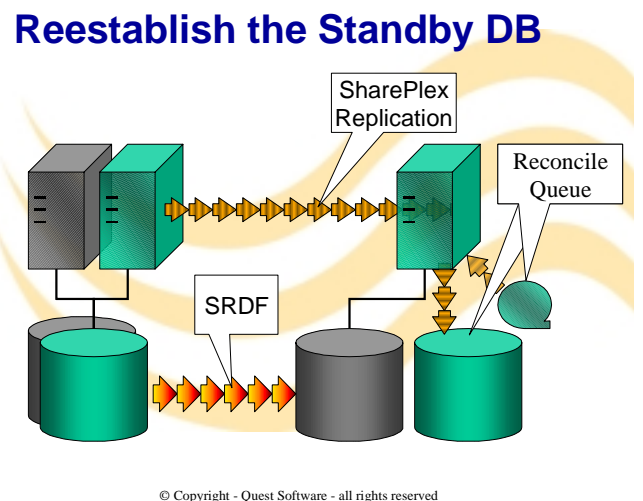 Reestablish the Standby DB
SharePlex
Replication
Reconcile
Queue
SRDF
© Copyright - Quest Software - all rights reserved